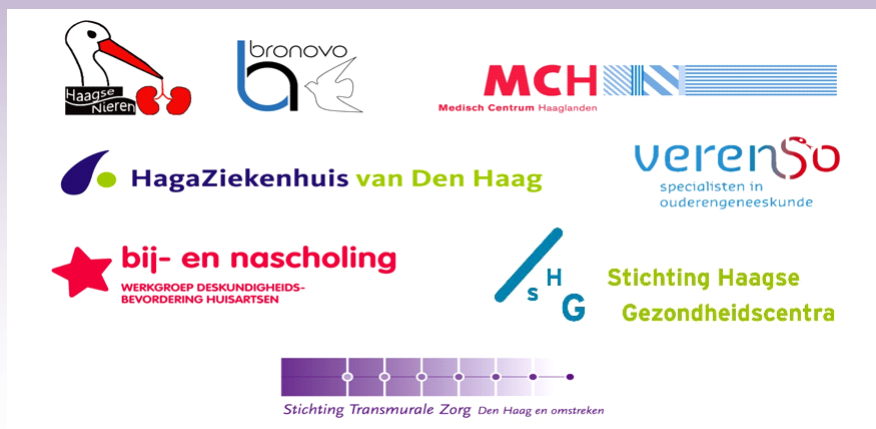 Haagse
Nieren
bronovo
MCH
Medisch Centrum Haaglanden
HagaZiekenhuis van Den Haag
verenso
specialisten in
ouderengeneeskunde
bij- en nascholing
WERKGROEP DESKUNDIGHEIDS-
BEVORDERING HUISARTSEN
sHG
Stichting Haagse
Gezondheidscentra
Stichting Transmurale Zorg Den Haag en omstreken